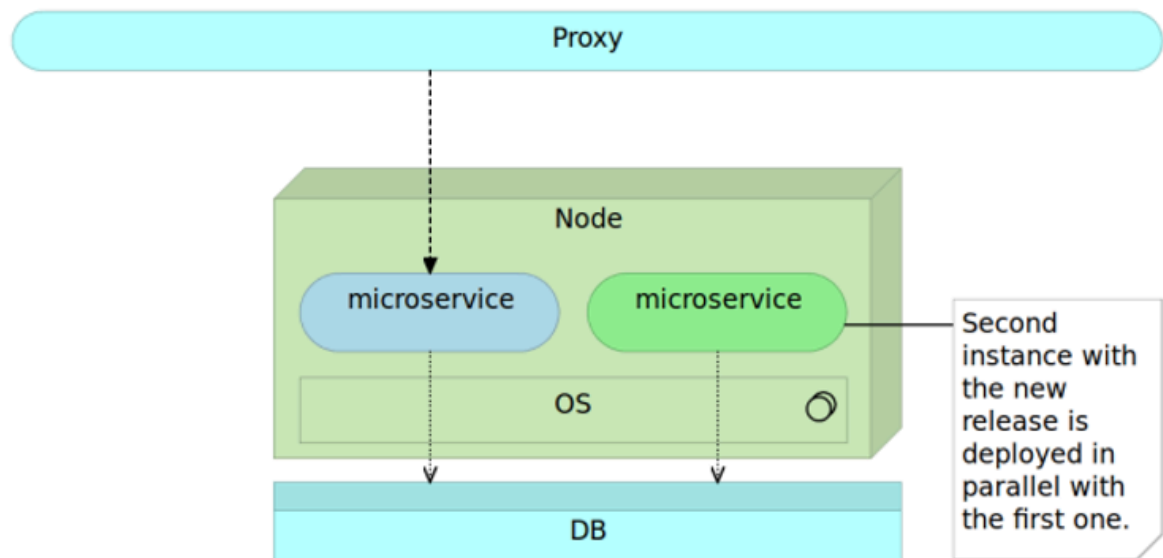 Proxy
Node
microservice
microservice
OS
Second
instance with
the new
release is
deployed in
parallel with
the first one.
DB